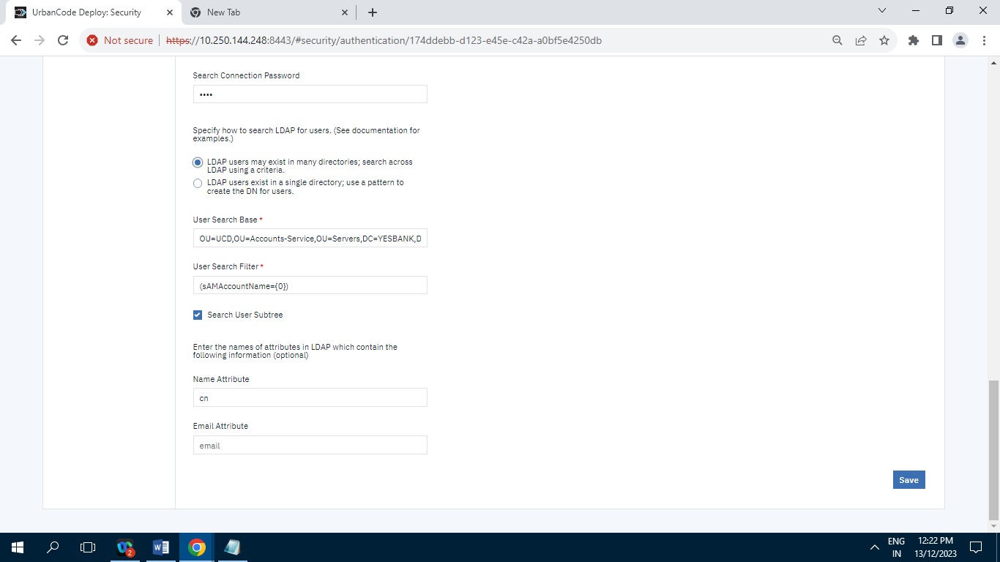 UrbanCode Deploy: Security
New Tab
Not secure
https://10.250.144.248:8443/#security/authentication/174ddebb-d123-e45e-c42a-a0bf5e4250db
Search Connection Password
••••
Specify how to search LDAP for users. (See documentation for
examples.)
LDAP users may exist in many directories; search across
LDAP using a criteria.
LDAP users exist in a single directory; use a pattern to
create the DN for users.
User Search Base *
OU=UCD,OU=Accounts-Service,OU=Servers,DC=YESBANK,D
User Search Filter *
(sAMAccountName={0})
Search User Subtree
Enter the names of attributes in LDAP which contain the
following information (optional)
Name Attribute
cn
Email Attribute
email
Save
2
W
ENG
IN
12:22 PM
13/12/2023